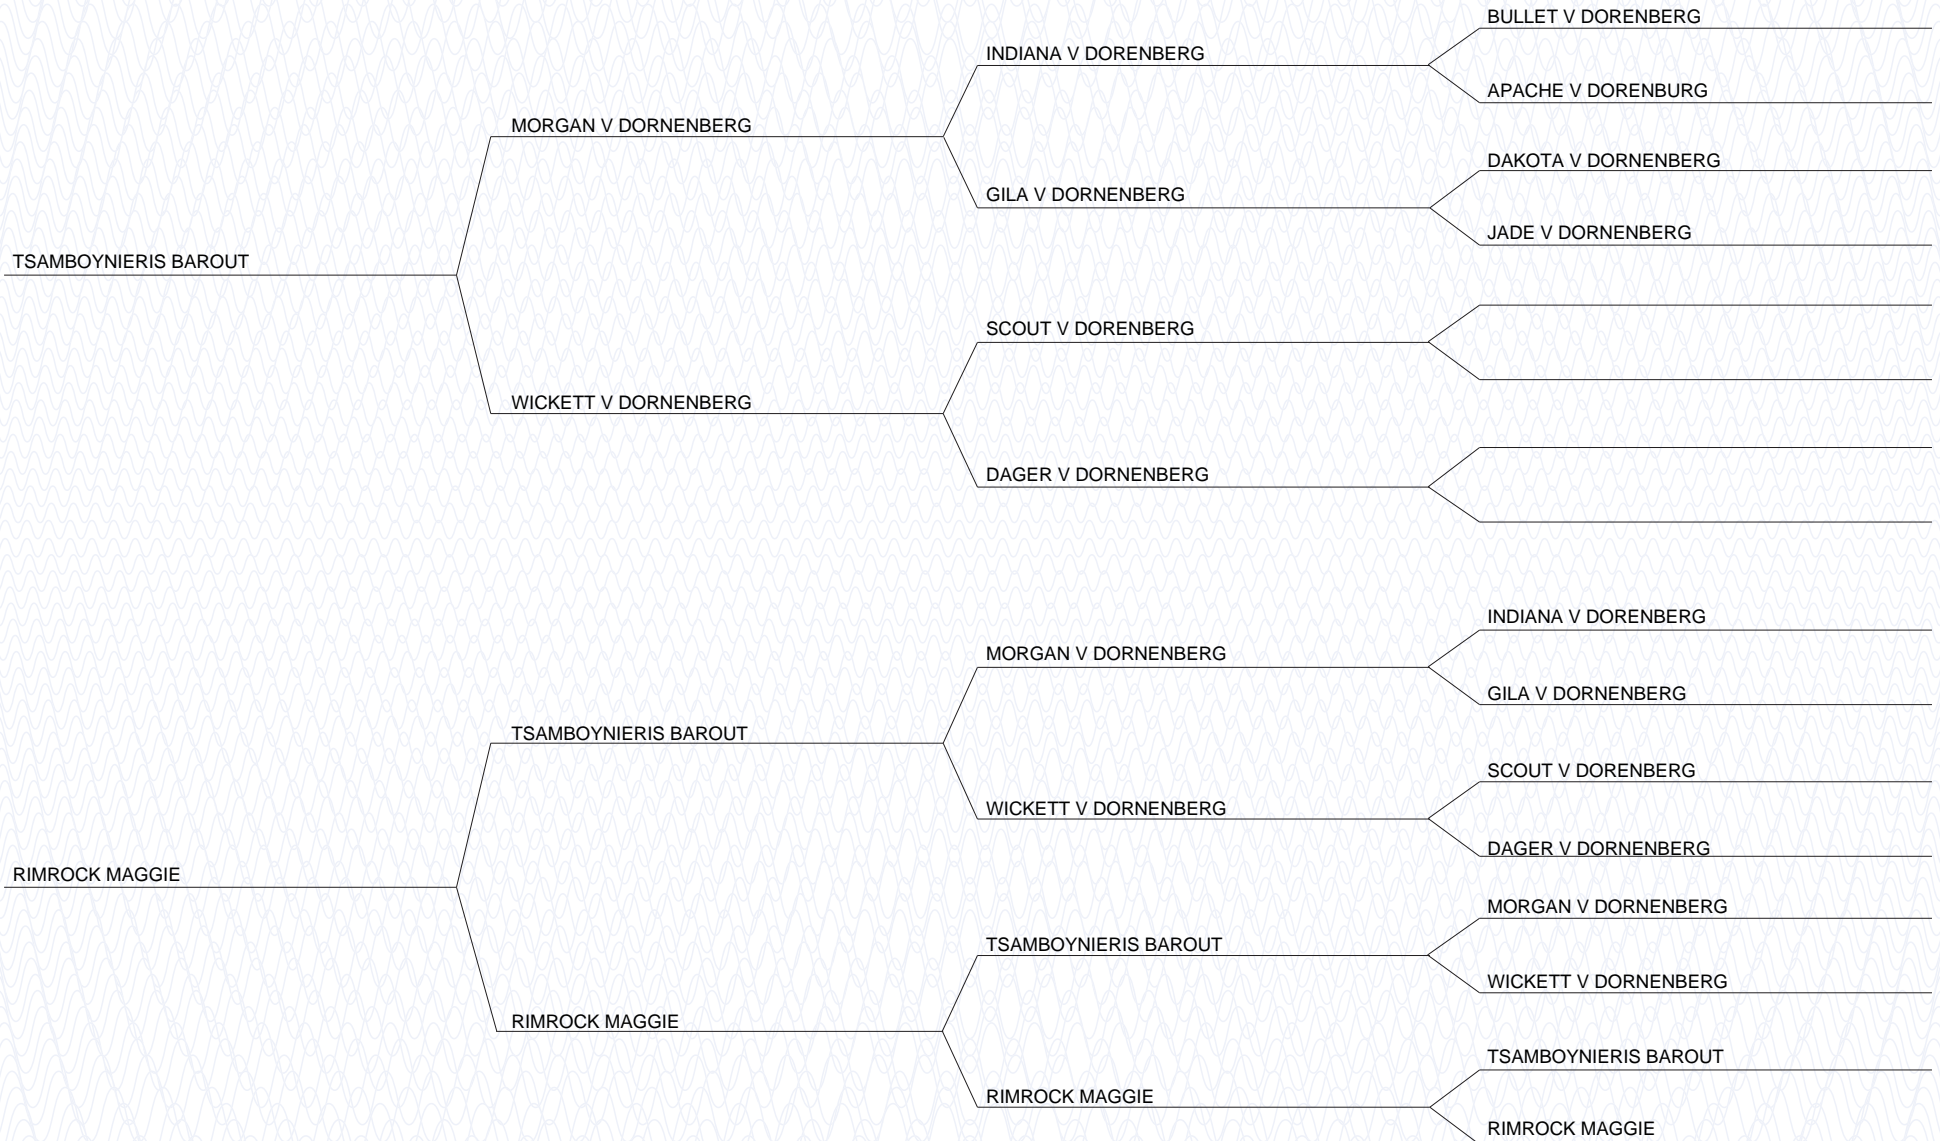 BULLET V DORENBERG
INDIANA V DORENBERG
APACHE V DORENBURG
MORGAN V DORNENBERG
DAKOTA V DORNENBERG
GILA V DORNENBERG
JADE V DORNENBERG
TSAMBOYNIERIS BAROUT
SCOUT V DORENBERG
WICKETT V DORNENBERG
DAGER V DORNENBERG
INDIANA V DORENBERG
MORGAN V DORNENBERG
GILA V DORNENBERG
TSAMBOYNIERIS BAROUT
SCOUT V DORENBERG
WICKETT V DORNENBERG
DAGER V DORNENBERG
RIMROCK MAGGIE
MORGAN V DORNENBERG
TSAMBOYNIERIS BAROUT
WICKETT V DORNENBERG
RIMROCK MAGGIE
TSAMBOYNIERIS BAROUT
RIMROCK MAGGIE
RIMROCK MAGGIE